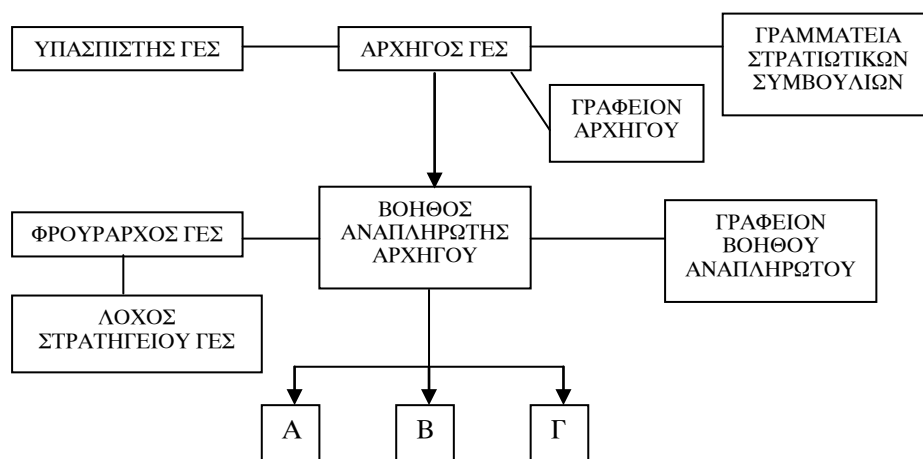 ΥΠΑΣΠΙΣΤΗΣ ΓΕΣ
ΑΡΧΗΓΟΣ ΓΕΣ
ΓΡΑΜΜΑΤΕΙΑ
ΣΤΡΑΤΙΩΤΙΚΩΝ
ΣΥΜΒΟΥΛΙΩΝ
ΓΡΑΦΕΙΟΝ
ΑΡΧΗΓΟΥ
ΦΡΟΥΡΑΡΧΟΣ ΓΕΣ
ΒΟΗΘΟΣ
ΑΝΑΠΛΗΡΩΤΗΣ
ΑΡΧΗΓΟΥ
ΓΡΑΦΕΙΟΝ
ΒΟΗΘΟΥ
ΑΝΑΠΛΗΡΩΤΟΥ
ΛΟΧΟΣ
ΣΤΡΑΤΗΓΕΙΟΥ ΓΕΣ
Α
Β
Γ